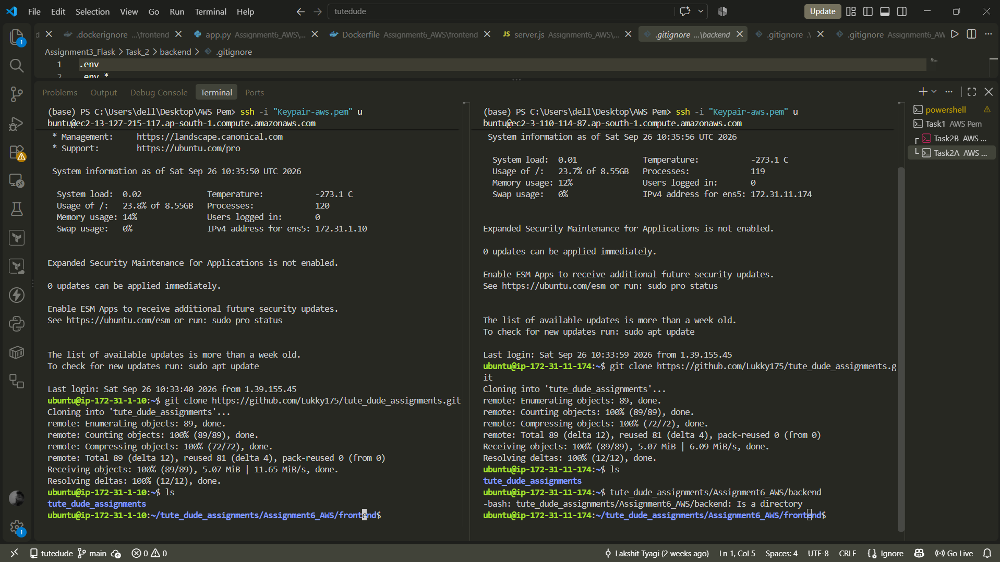 File Edit Selection View Go Run Terminal Help
tutedude
Update
d
.dockerignore ...\frontend
app.py Assignment6_AWS\...
Dockerfile Assignment6_AWS\frontend
JS server.js Assignment6_AWS\...
.gitignore ...\backend
.gitignore .\
.gitignore Assignment6_AW
Assignment3_Flask > Task_2 > backend > .gitignore
1 .env
2 .env.*
Problems Output Debug Console Terminal Ports
(base) PS C:\Users\dell\Desktop\AWS Pem> ssh -i "Keypair-aws.pem" u
buntu@ec2-13-127-215-117.ap-south-1.compute.amazonaws.com
* Management: https://landscape.canonical.com
* Support: https://ubuntu.com/pro
System information as of Sat Sep 26 10:35:50 UTC 2026
System load: 0.02 Temperature: -273.1 C
Usage of /: 23.8% of 8.55GB Processes: 120
Memory usage: 14% Users logged in: 0
Swap usage: 0% IPv4 address for ens5: 172.31.1.10
Expanded Security Maintenance for Applications is not enabled.
0 updates can be applied immediately.
Enable ESM Apps to receive additional future security updates.
See https://ubuntu.com/esm or run: sudo pro status
The list of available updates is more than a week old.
To check for new updates run: sudo apt update
Last login: Sat Sep 26 10:33:40 2026 from 1.39.155.45
ubuntu@ip-172-31-1-10:~$ git clone https://github.com/Lukky175/tute_dude_assignments.git
Cloning into 'tute_dude_assignments'...
remote: Enumerating objects: 89, done.
remote: Counting objects: 100% (89/89), done.
remote: Compressing objects: 100% (72/72), done.
remote: Total 89 (delta 12), reused 81 (delta 4), pack-reused 0 (from 0)
Receiving objects: 100% (89/89), 5.07 MiB | 11.65 MiB/s, done.
Resolving deltas: 100% (12/12), done.
ubuntu@ip-172-31-1-10:~$ ls
tute_dude_assignments
ubuntu@ip-172-31-1-10:~/tute_dude_assignments/Assignment6_AWS/frontend$
(base) PS C:\Users\dell\Desktop\AWS Pem> ssh -i "Keypair-aws.pem" u
buntu@ec2-3-110-114-87.ap-south-1.compute.amazonaws.com
System information as of Sat Sep 26 10:35:56 UTC 2026
System load: 0.01 Temperature: -273.1 C
Usage of /: 23.7% of 8.55GB Processes: 119
Memory usage: 12% Users logged in: 0
Swap usage: 0% IPv4 address for ens5: 172.31.11.174
Expanded Security Maintenance for Applications is not enabled.
0 updates can be applied immediately.
Enable ESM Apps to receive additional future security updates.
See https://ubuntu.com/esm or run: sudo pro status
The list of available updates is more than a week old.
To check for new updates run: sudo apt update
Last login: Sat Sep 26 10:33:59 2026 from 1.39.155.45
ubuntu@ip-172-31-11-174:~$ git clone https://github.com/Lukky175/tute_dude_assignments.g
it
Cloning into 'tute_dude_assignments'...
remote: Enumerating objects: 89, done.
remote: Counting objects: 100% (89/89), done.
remote: Compressing objects: 100% (72/72), done.
remote: Total 89 (delta 12), reused 81 (delta 4), pack-reused 0 (from 0)
Receiving objects: 100% (89/89), 5.07 MiB | 6.09 MiB/s, done.
Resolving deltas: 100% (12/12), done.
ubuntu@ip-172-31-11-174:~$ ls
tute_dude_assignments
ubuntu@ip-172-31-11-174:~$ tute_dude_assignments/Assignment6_AWS/backend
-bash: tute_dude_assignments/Assignment6_AWS/backend: Is a directory
ubuntu@ip-172-31-11-174:~/tute_dude_assignments/Assignment6_AWS/frontend$
powershell
Task1 AWS Pem
Task2B AWS ...
Task2A AWS ...
1
1
tutedude main 0 0
Lakshit Tyagi (2 weeks ago) Ln 1, Col 5 Spaces: 4 UTF-8 CRLF Ignore Go Live